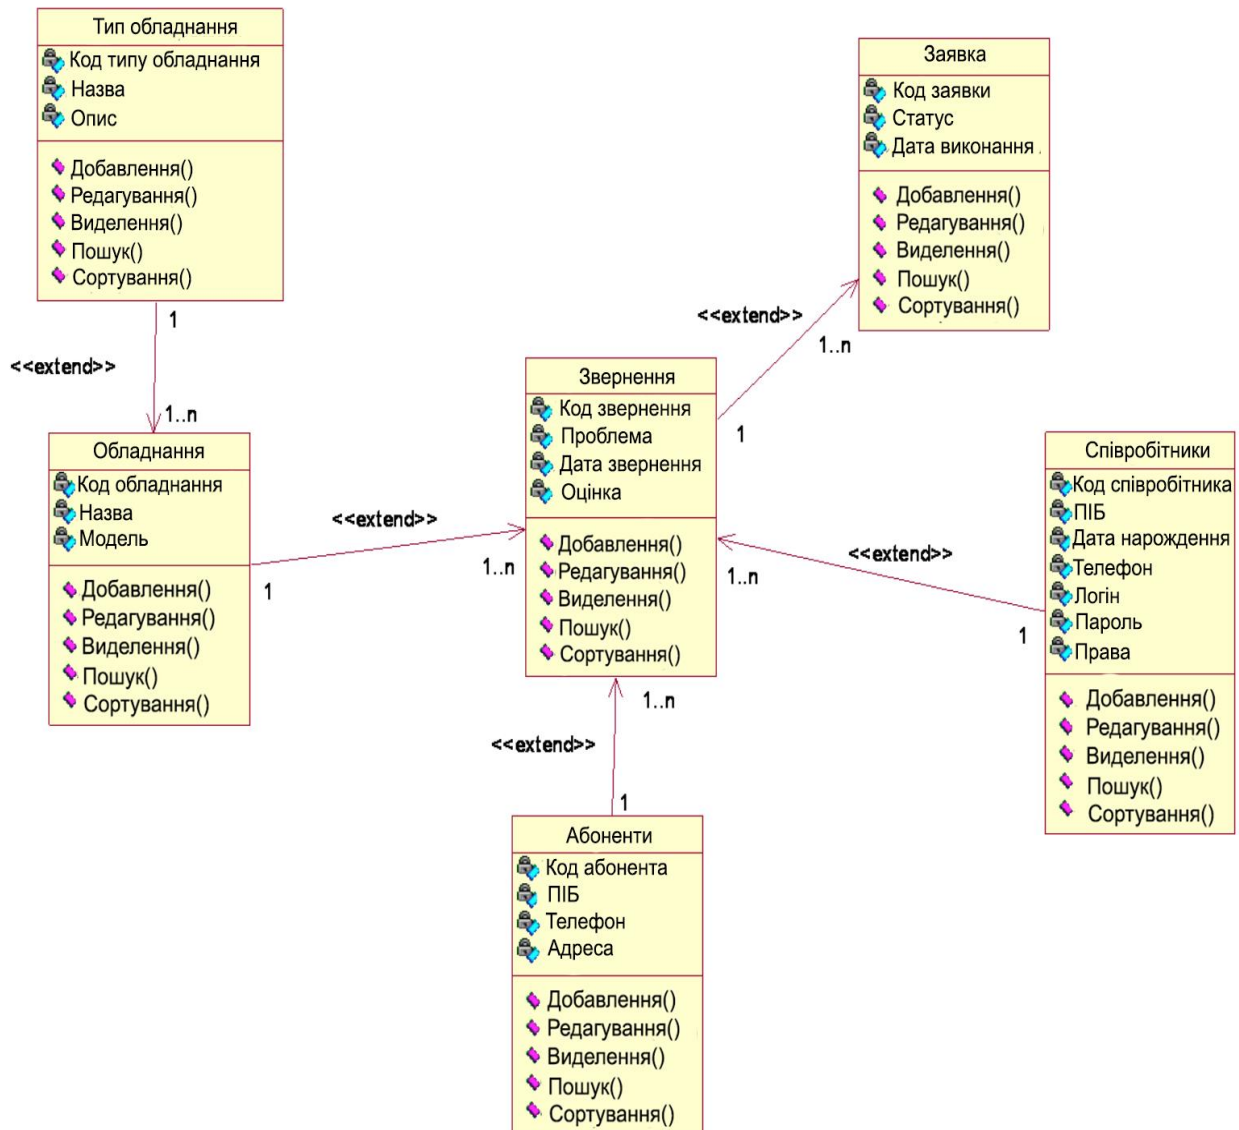 Тип обладнання
Код типу обладнання
Назва
Опис
Добавлення()
Редагування()
Виделення()
Пошук()
Сортування()
1
<<extend>>
1..n
Обладнання
Код обладнання
Назва
Модель
Добавлення()
Редагування()
Виделення()
Пошук()
Сортування()
<<extend>>
1
1..n
Заявка
Код заявки
Статус
Дата виконання
Добавлення()
Редагування()
Виделення()
Пошук()
Сортування()
<<extend>>
1..n
1
Звернення
Код звернення
Проблема
Дата звернення
Оцінка
Добавлення()
Редагування()
Виделення()
Пошук()
Сортування()
<<extend>>
1..n
1
Співробітники
Код співробітника
ПІБ
Дата народження
Телефон
Логін
Пароль
Права
Добавлення()
Редагування()
Виделення()
Пошук()
Сортування()
1..n
<<extend>>
1
Абоненти
Код абонента
ПІБ
Телефон
Адреса
Добавлення()
Редагування()
Виделення()
Пошук()
Сортування()